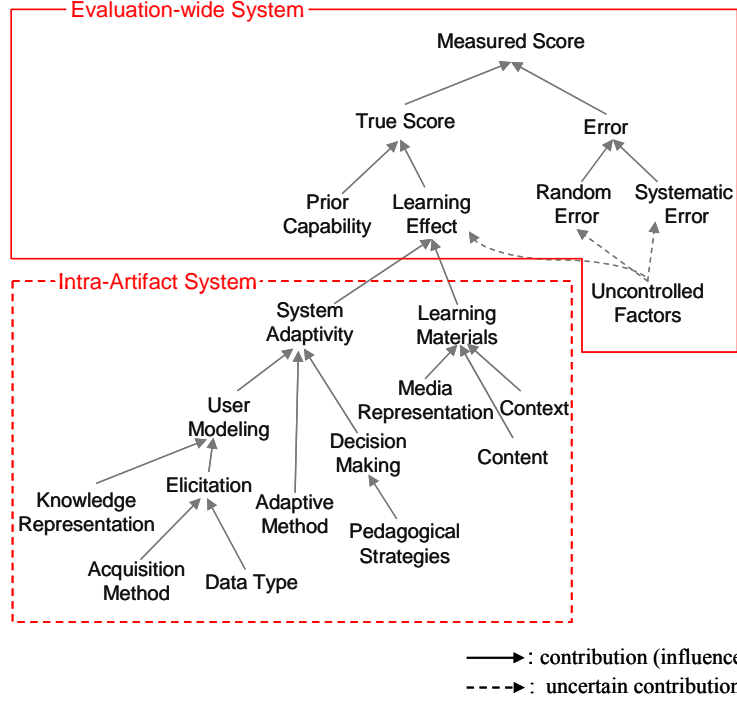 Evaluation-wide System
Measured Score
True Score
Error
Prior
Capability
Learning
Effect
Random
Error
Systematic
Error
Uncontrolled
Factors
Intra-Artifact System
System
Adaptivity
Learning
Materials
Media
Representation
Context
Content
User
Modeling
Decision
Making
Knowledge
Representation
Elicitation
Adaptive
Method
Pedagogical
Strategies
Acquisition
Method
Data Type
: contribution (influence
: uncertain contribution